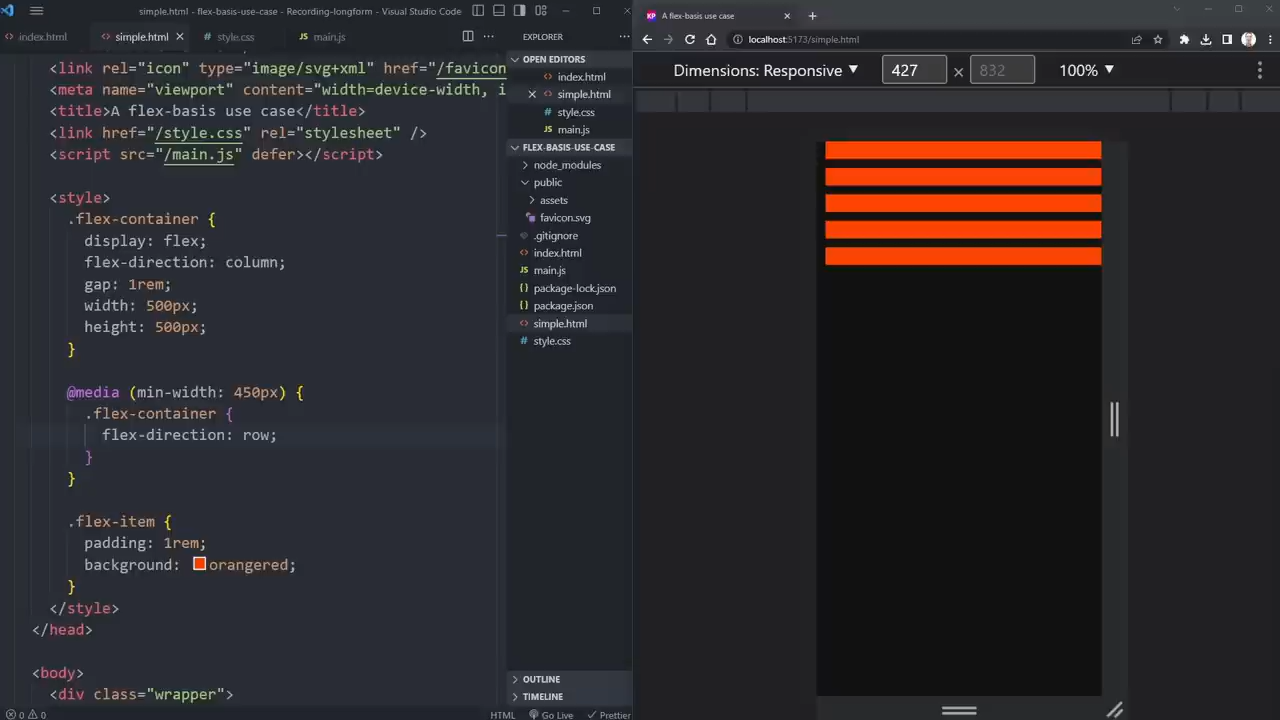 simple.html - flex-basis-use-case - Recording-longform - Visual Studio Code
index.html
simple.html
style.css
main.js
<link rel="icon" type="image/svg+xml" href="/favicon
<meta name="viewport" content="width=device-width, i
<title>A flex-basis use case</title>
<link href="/style.css" rel="stylesheet" />
<script src="/main.js" defer></script>
<style>
.flex-container {
display: flex;
flex-direction: column;
gap: 1rem;
width: 500px;
height: 500px;
}
@media (min-width: 450px) {
.flex-container {
flex-direction: row;
}
}
.flex-item {
padding: 1rem;
background: orangered;
}
</style>
</head>
<body>
<div class="wrapper">
0 0
HTML
Go Live
Prettier
EXPLORER
OPEN EDITORS
index.html
simple.html
style.css
main.js
FLEX-BASIS-USE-CASE
node_modules
public
assets
favicon.svg
.gitignore
index.html
main.js
package-lock.json
package.json
simple.html
style.css
OUTLINE
TIMELINE
KP
A flex-basis use case
localhost:5173/simple.html
Dimensions: Responsive
427
832
100%